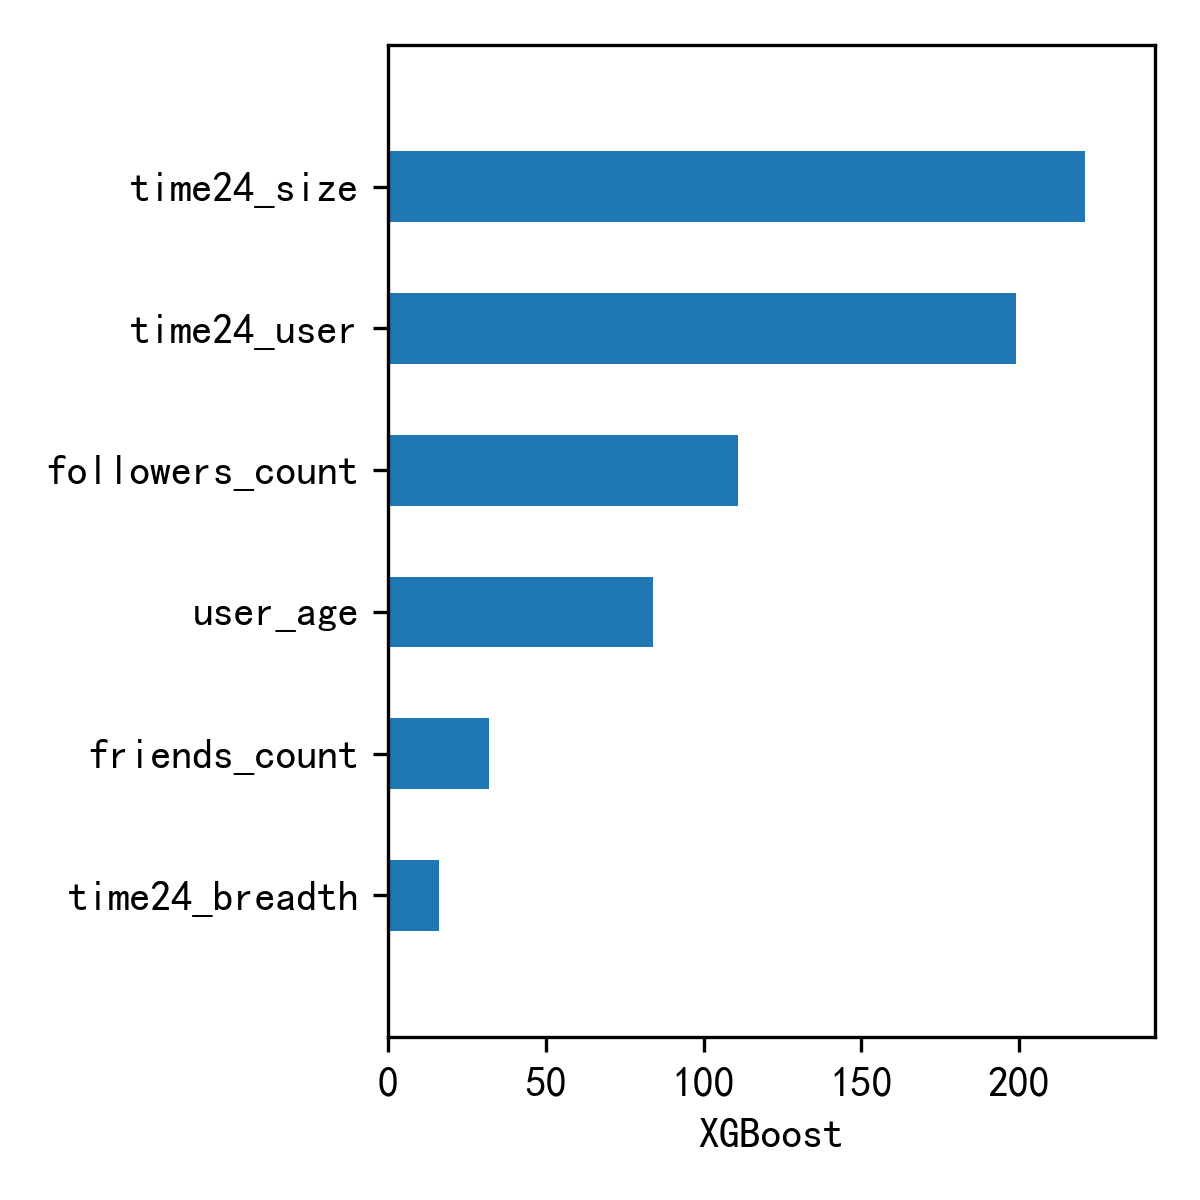 time24_size
time24_user
followers_count
user_age
friends_count
time24_breadth
0 50 100 150 200
XGBoost